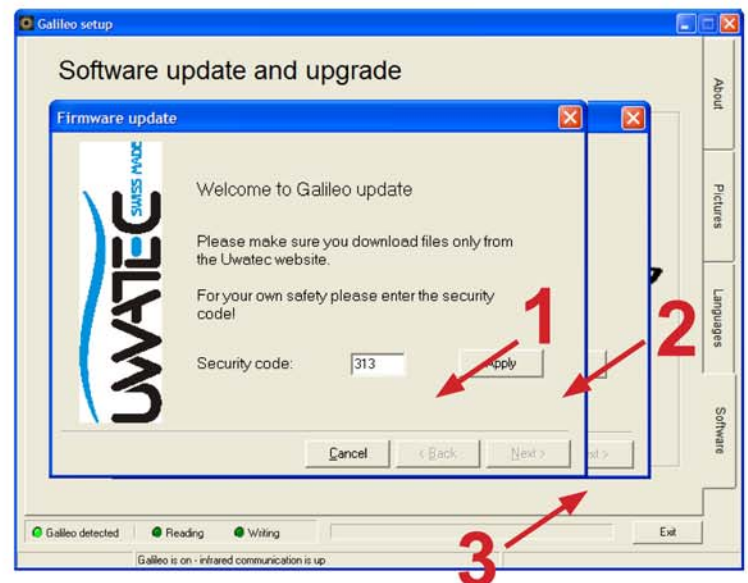 Galileo setup
Software update and upgrade
Firmware update
UWATEC SWISS MADE
Welcome to Galileo update
Please make sure you download files only from
the Uwatec website.
For your own safety please enter the security
code!
Security code: 313 Apply
Cancel < Back Next >
1
2
3
About
Pictures
Languages
Software
Galileo detected Reading Writing Exit
Galileo is on - infrared communication is up